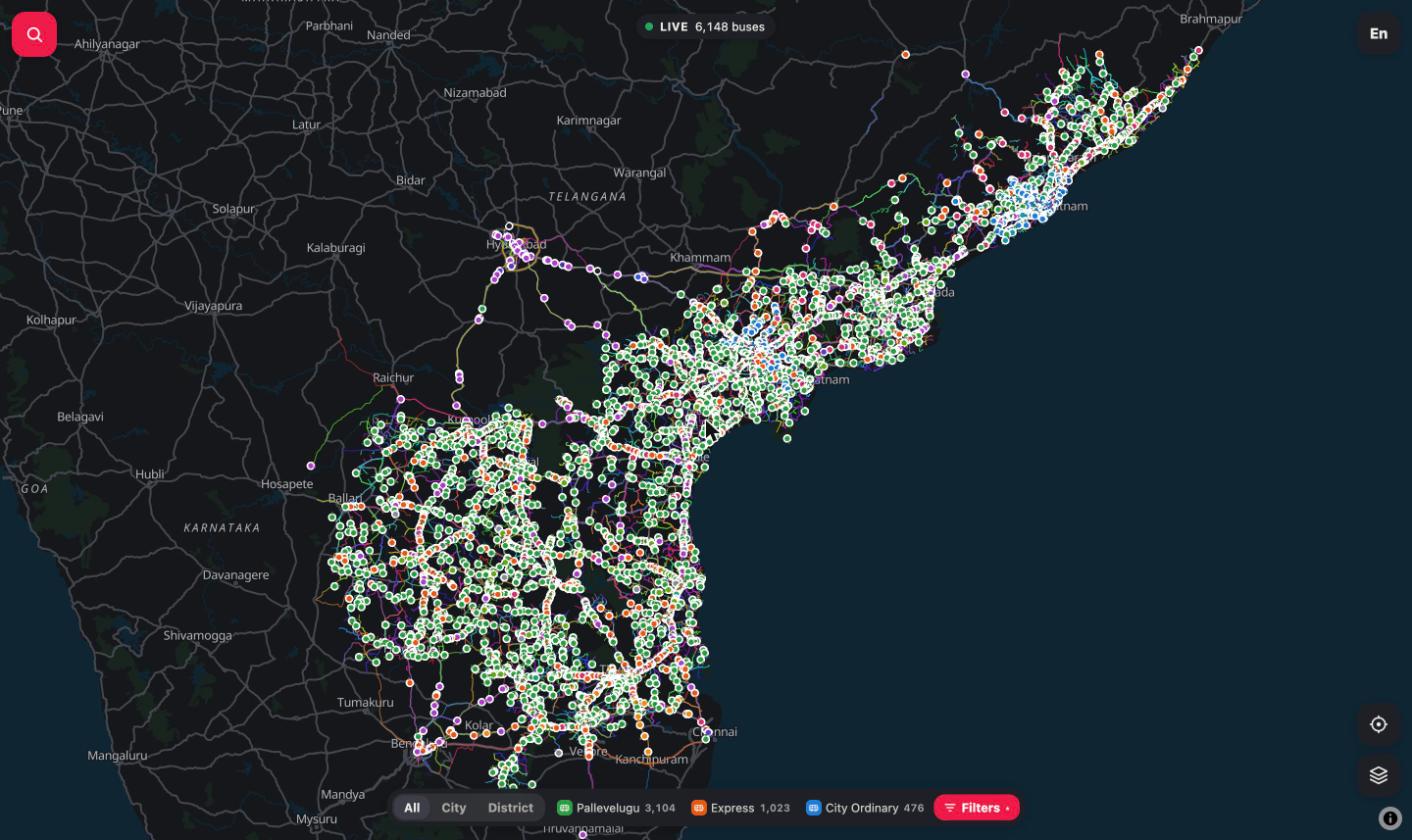 Brahmapur
Parbhani
Nanded
LIVE 6,148 buses
En
Ahilyanagar
Nizamabad
Karimnagar
Latur
Warangal
Bidar
TELANGANA
Solapur
Kalaburagi
Khammam
Vijayapura
Kolhapur
Raichur
Belagavi
Hubli
Hosapete
Ballari
GOA
KARNATAKA
Davanagere
Shivamogga
Tumakuru
Kolar
Chennai
Mangaluru
Vellore
Kanchipuram
Mandya
All City District Pallevelugu 3,104 Express 1,023 City Ordinary 476 Filters
Mysuru
Tiruvannamalai